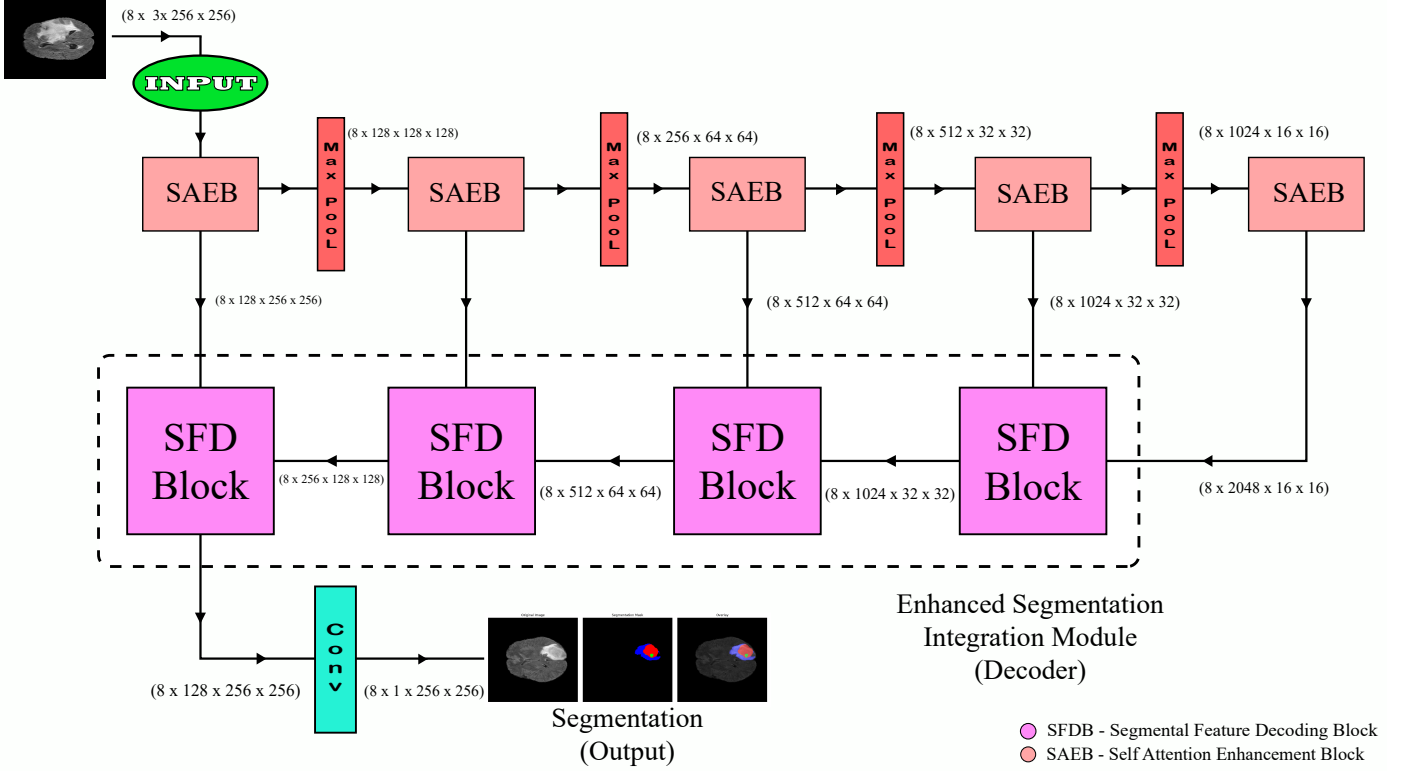 (8 x 3x 256 x 256)
INPUT
(8 x 128 x 128 x 128)
(8 x 256 x 64 x 64)
(8 x 512 x 32 x 32)
(8 x 1024 x 16 x 16)
SAEB
Max PooL
SAEB
Max PooL
SAEB
Max PooL
SAEB
Max PooL
SAEB
(8 x 128 x 256 x 256)
(8 x 512 x 64 x 64)
(8 x 1024 x 32 x 32)
SFD
Block
SFD
Block
SFD
Block
SFD
Block
(8 x 256 x 128 x 128)
(8 x 512 x 64 x 64)
(8 x 1024 x 32 x 32)
(8 x 2048 x 16 x 16)
Enhanced Segmentation
Integration Module
(Decoder)
Conv
(8 x 128 x 256 x 256)
(8 x 1 x 256 x 256)
Original Image
Segmentation Mask
Overlay
Segmentation
(Output)
SFDB - Segmental Feature Decoding Block
SAEB - Self Attention Enhancement Block